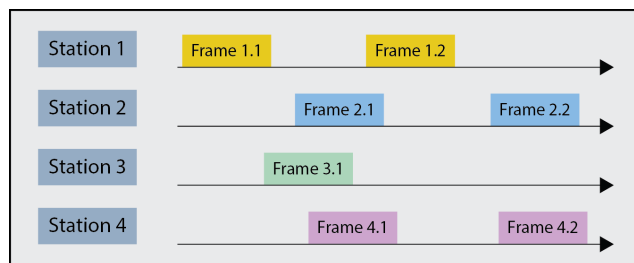 Station 1 Frame 1.1 Frame 1.2
Station 2 Frame 2.1 Frame 2.2
Station 3 Frame 3.1
Station 4 Frame 4.1 Frame 4.2